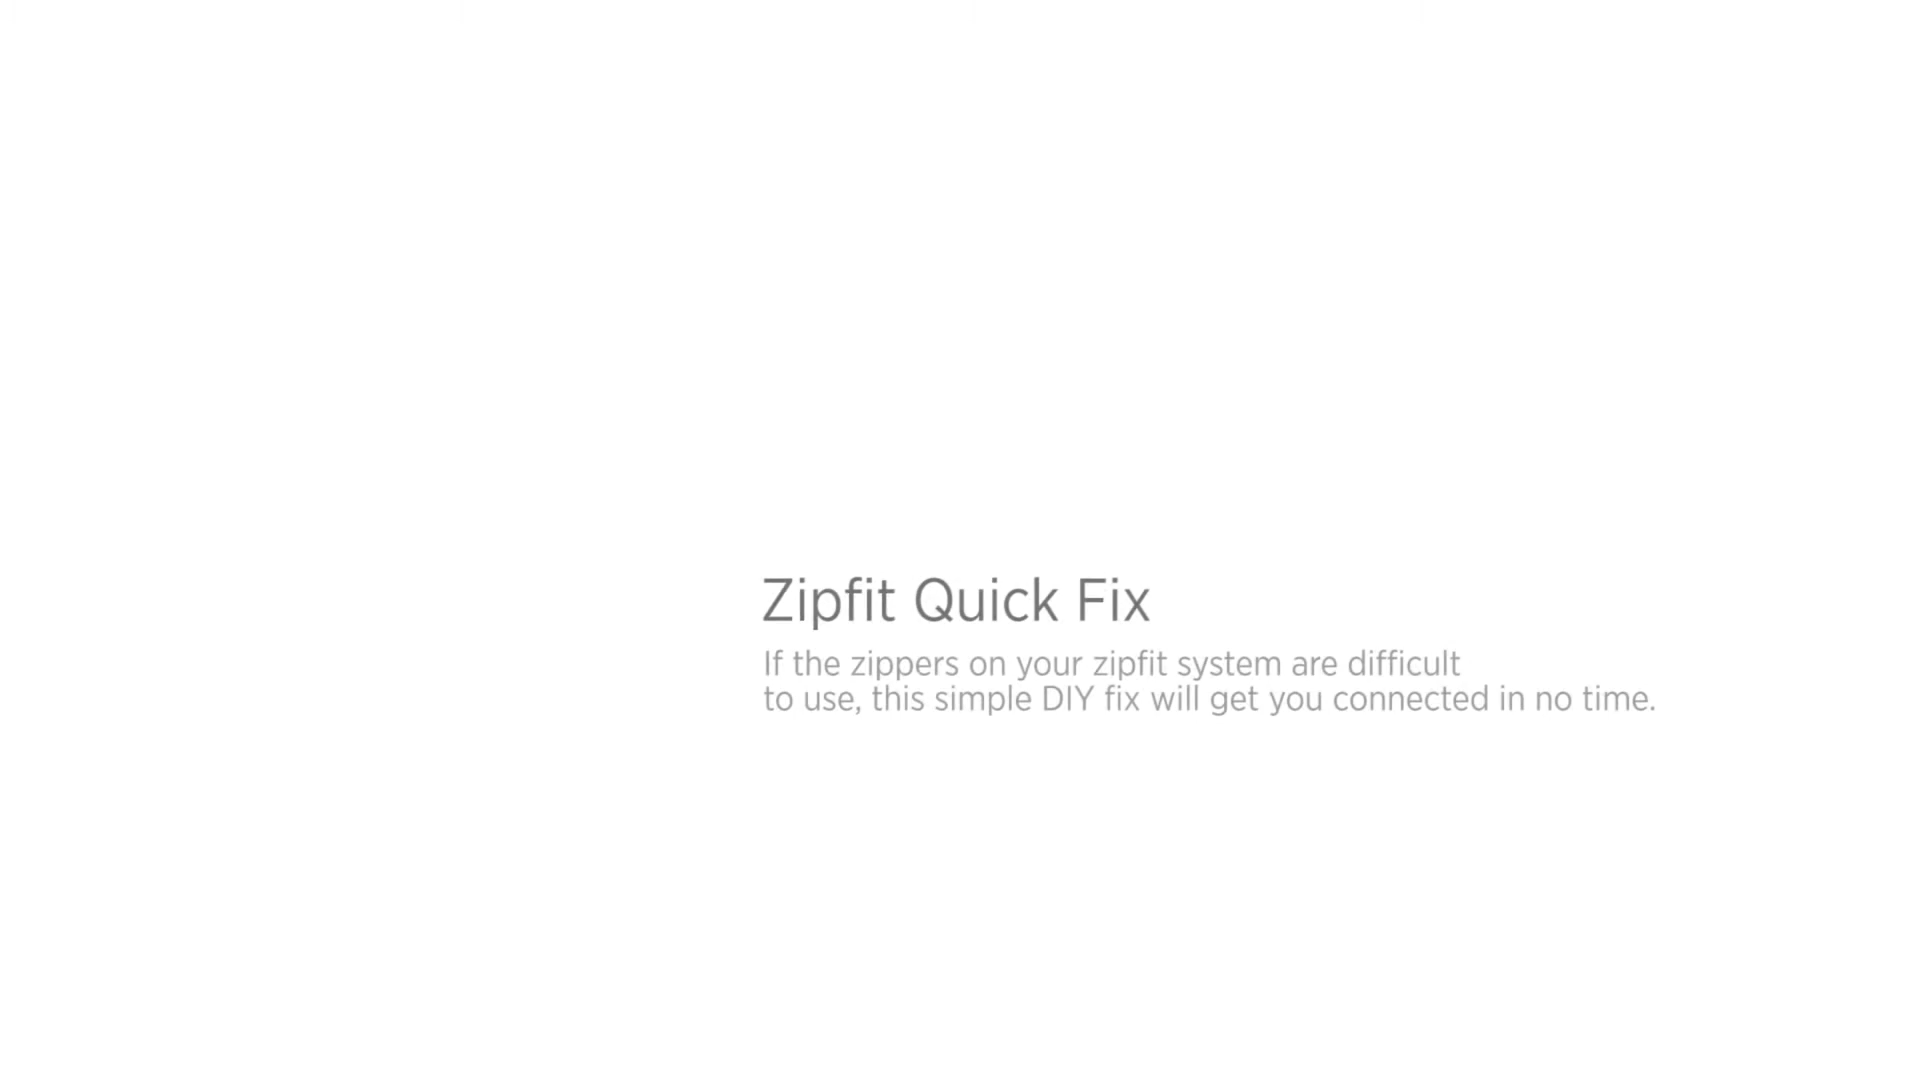 Zipfit Quick Fix
If the zippers on your zipfit system are difficult
to use, this simple DIY fix will get you connected in no time.